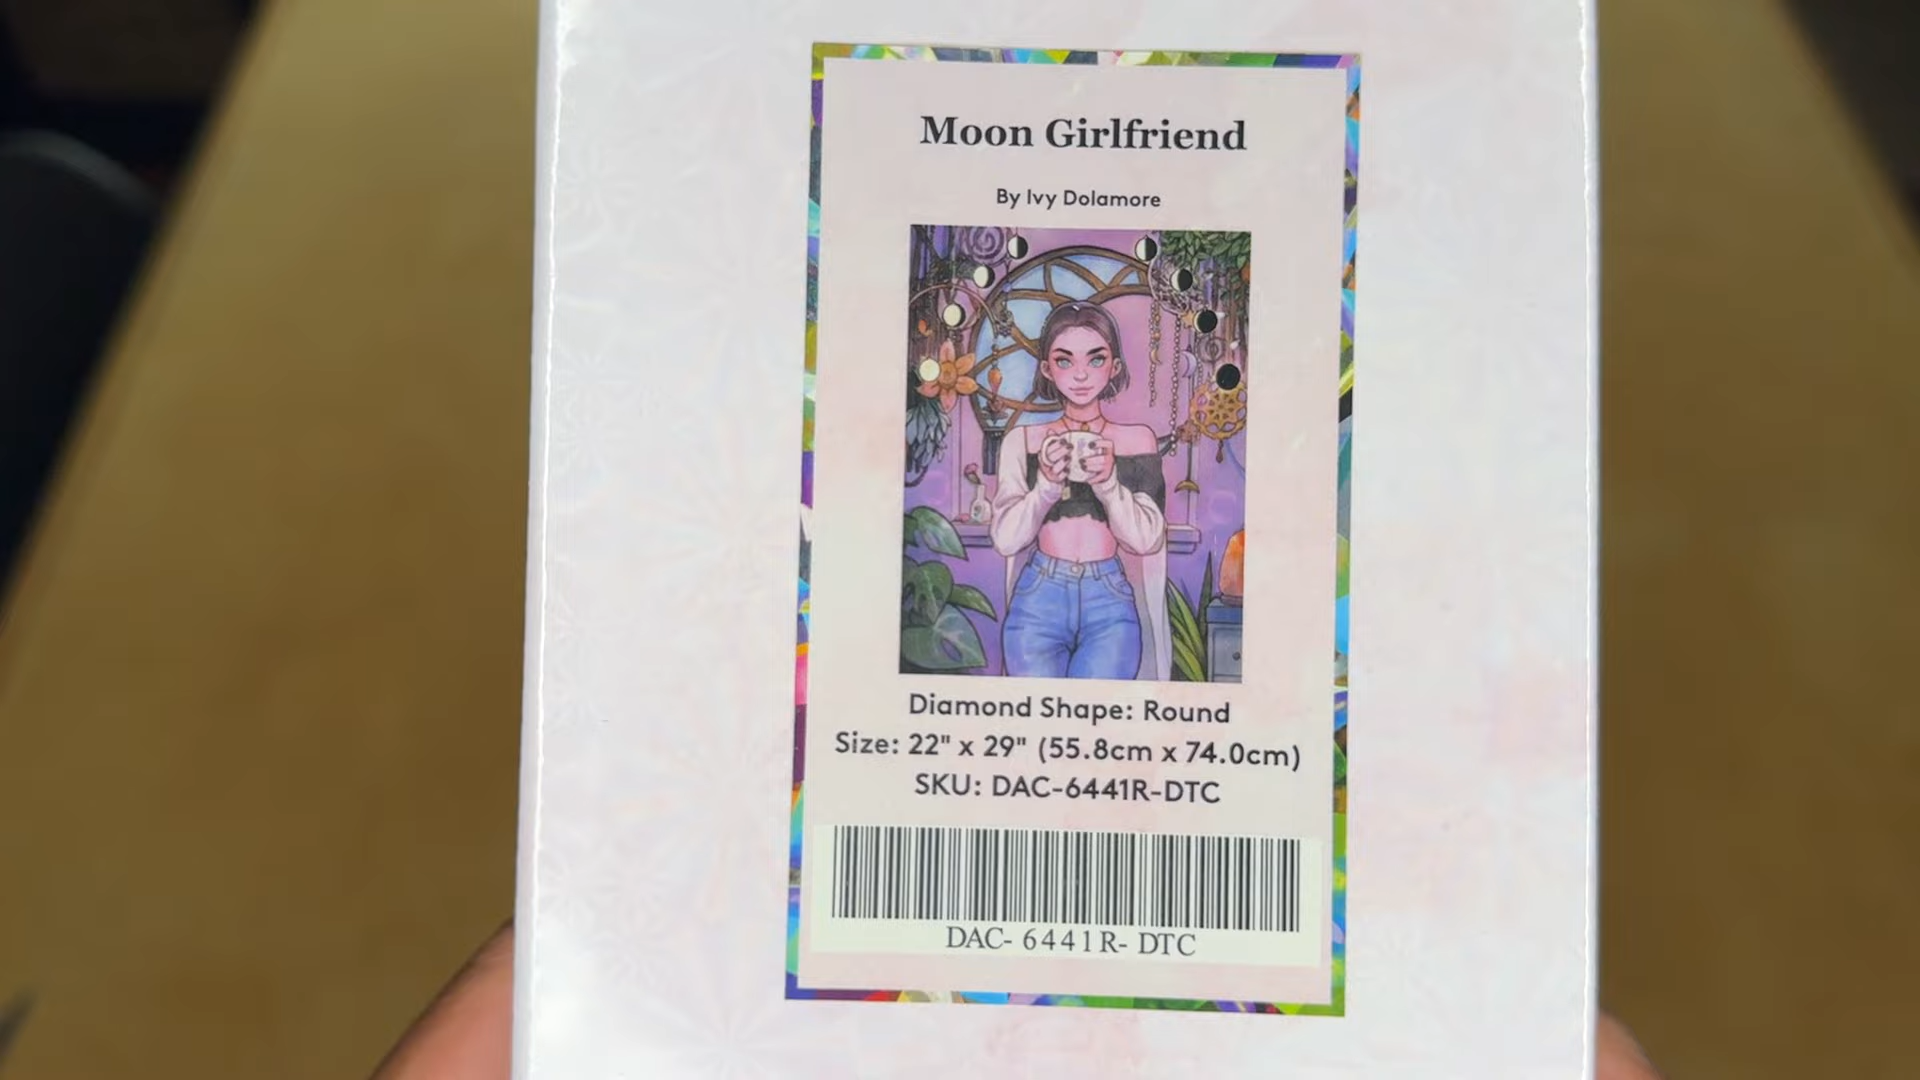 Moon Girlfriend
By Ivy Dolamore
Diamond Shape: Round
Size: 22" x 29" (55.8cm x 74.0cm)
SKU: DAC-6441R-DTC
DAC- 6441R- DTC